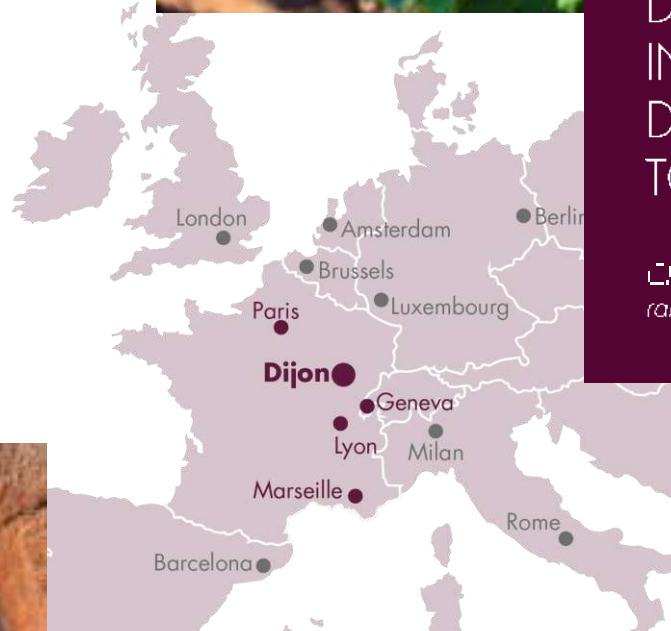 London
Amsterdam
Berlin
Brussels
Luxembourg
Paris
Dijon
Geneva
Lyon
Milan
Marseille
Rome
Barcelona